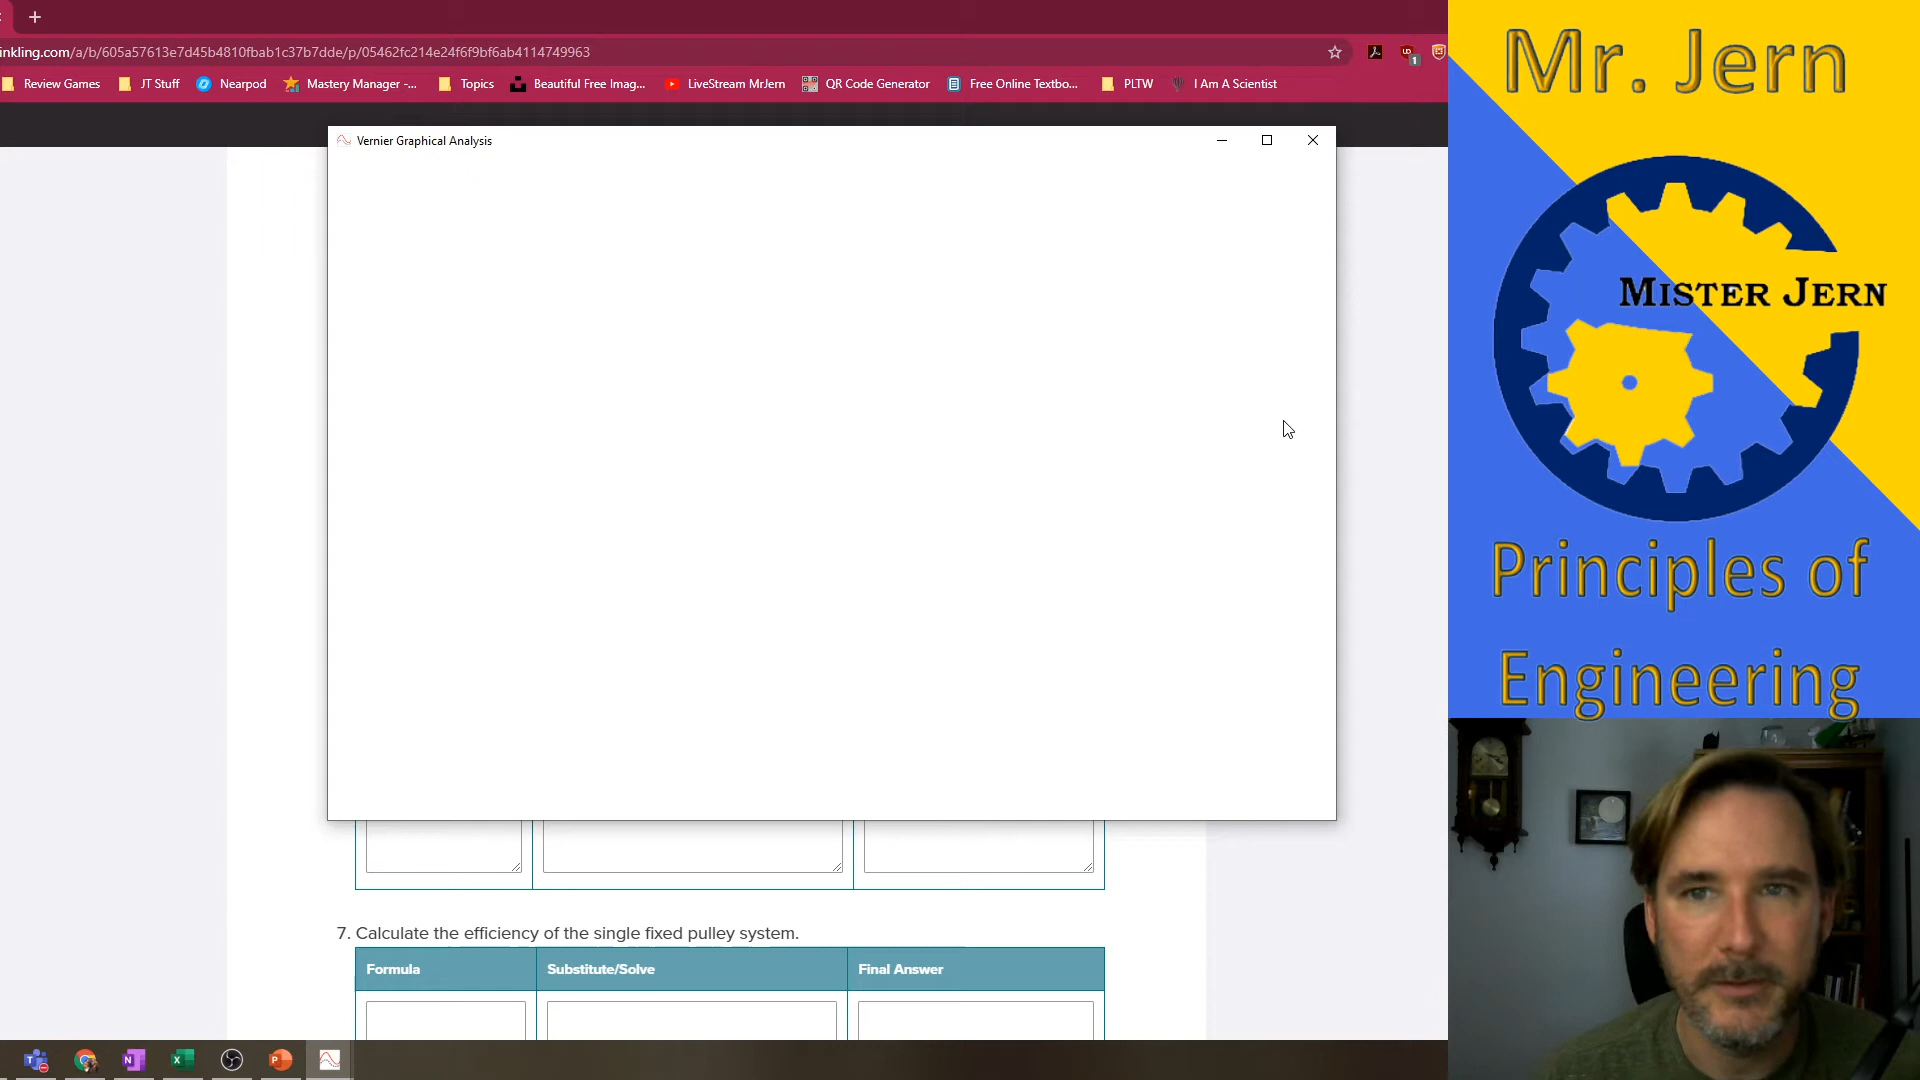 inkling.com/a/b/605a57613e7d45b4810fbab1c37b7dde/p/05462fc214e24f6f9bf6ab4114749963
Review Games
JT Stuff
Nearpod
Mastery Manager -...
Topics
Beautiful Free Imag...
LiveStream MrJern
QR Code Generator
Free Online Textbo...
PLTW
I Am A Scientist
Vernier Graphical Analysis
7. Calculate the efficiency of the single fixed pulley system.
Formula
Substitute/Solve
Final Answer
Mr. Jern
MISTER JERN
Principles of
Engineering